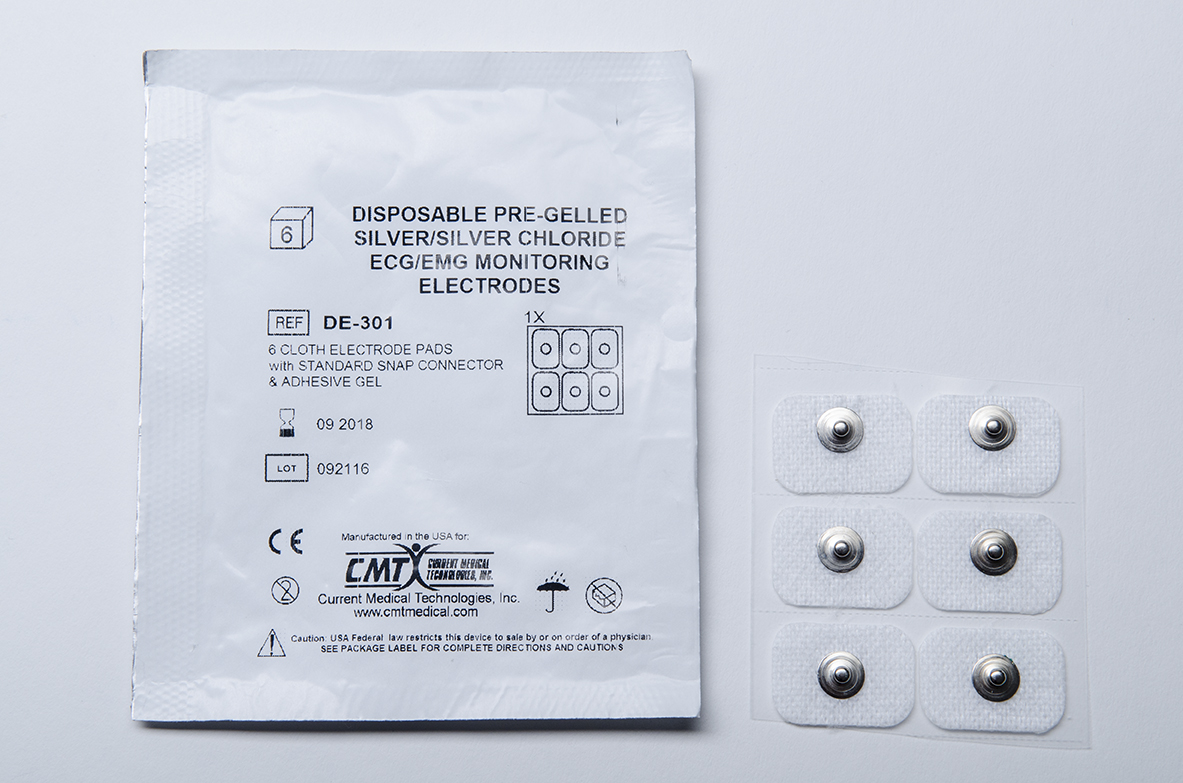 6
DISPOSABLE PRE-GELLED
SILVER/SILVER CHLORIDE
ECG/EMG MONITORING
ELECTRODES
REF DE-301
1X
6 CLOTH ELECTRODE PADS
with STANDARD SNAP CONNECTOR
& ADHESIVE GEL
09 2018
LOT 092116
CE
Manufactured in the USA for:
CMT CURRENT MEDICAL
TECHNOLOGIES, INC.
2
Current Medical Technologies, Inc.
www.cmtmedical.com
Caution: USA Federal law restricts this device to sale by or on order of a physician.
SEE PACKAGE LABEL FOR COMPLETE DIRECTIONS AND CAUTIONS